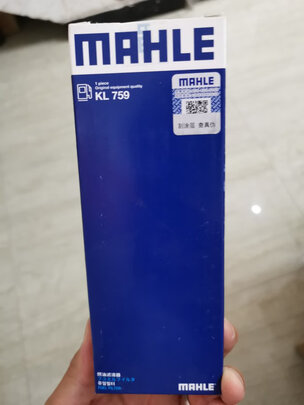 MAHLE
1 piece
Original equipment quality
KL 759
MAHLE
刮涂层 查真伪
燃油滤清器
MAHLE